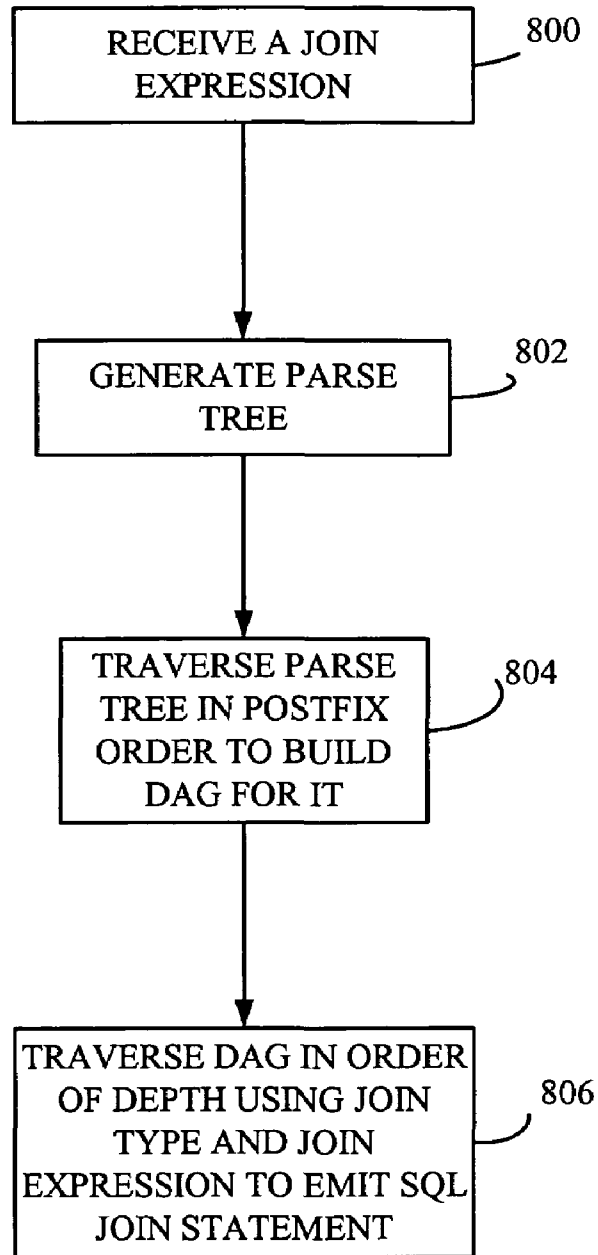 RECEIVE A JOIN
EXPRESSION
800
GENERATE PARSE
TREE
802
TRAVERSE PARSE
TREE IN POSTFIX
ORDER TO BUILD
DAG FOR IT
804
TRAVERSE DAG IN ORDER
OF DEPTH USING JOIN
TYPE AND JOIN
EXPRESSION TO EMIT SQL
JOIN STATEMENT
806